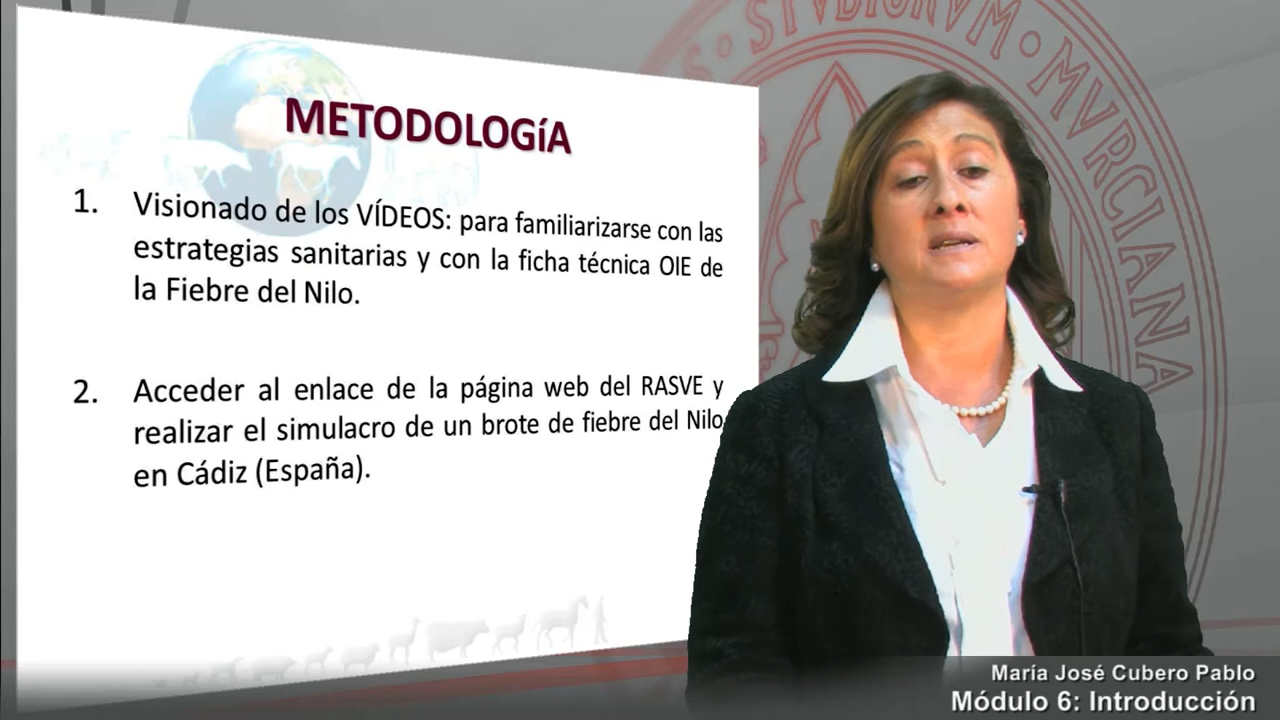 METODOLOGíA
1. Visionado de los VÍDEOS: para familiarizarse con las
estrategias sanitarias y con la ficha técnica OIE de
la Fiebre del Nilo.
2. Acceder al enlace de la página web del RASVE y
realizar el simulacro de un brote de fiebre del Nilo
en Cádiz (España).
STVDIORVM
MVRCIANA
María José Cubero Pablo
Módulo 6: Introducción